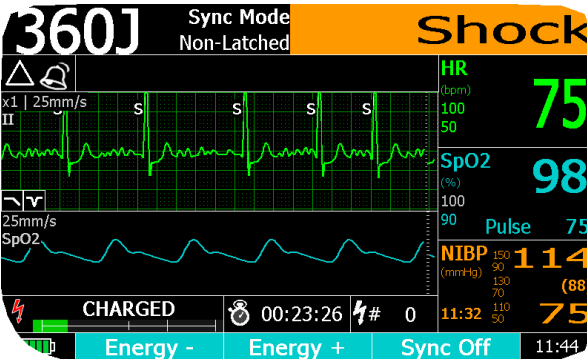 360J
Sync Mode
Non-Latched
Shock
x1 | 25mm/s
II
S S S S S
HR
(bpm)
100
50
75
SpO2
(%)
100
90
98
Pulse 75
25mm/s
SpO2
NIBP
(mmHg)
150
90
114
130
70
(88
11:32
110
50
75
CHARGED
00:23:26
# 0
Energy -
Energy +
Sync Off
11:44